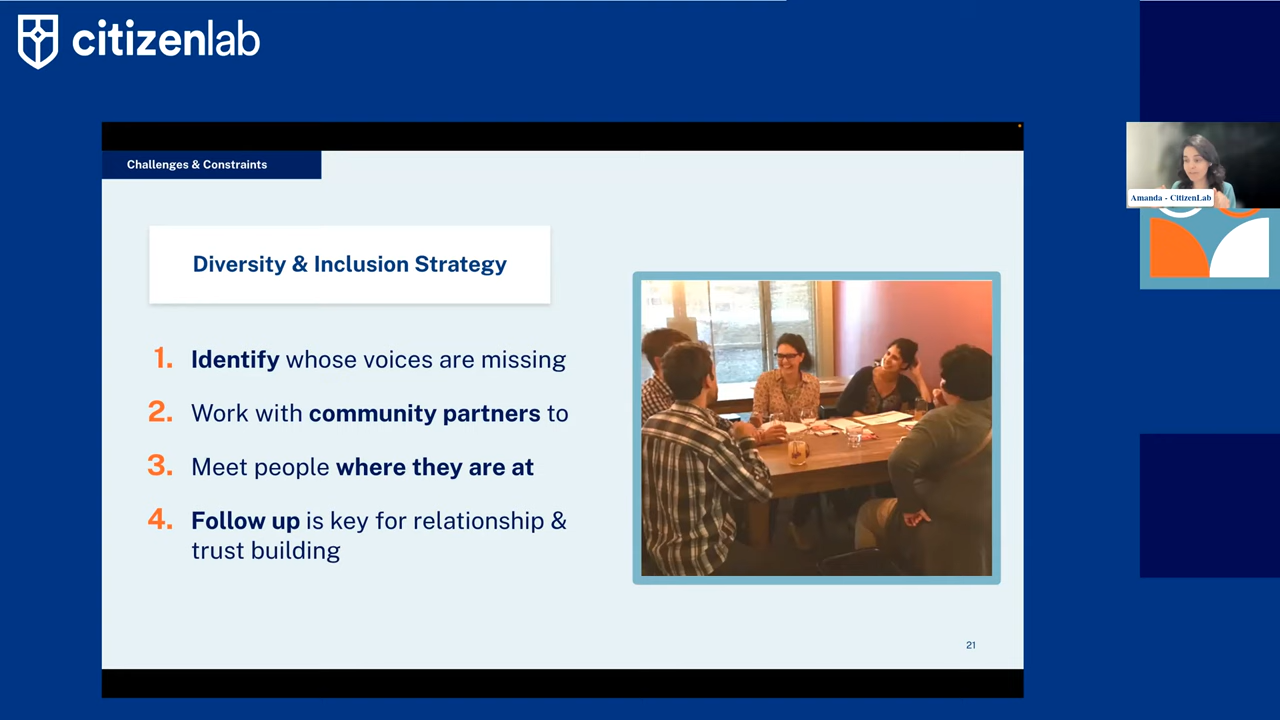 citizenlab
Challenges & Constraints
Diversity & Inclusion Strategy
1. Identify whose voices are missing
2. Work with community partners to
3. Meet people where they are at
4. Follow up is key for relationship &
trust building
21
Amanda - CitizenLab